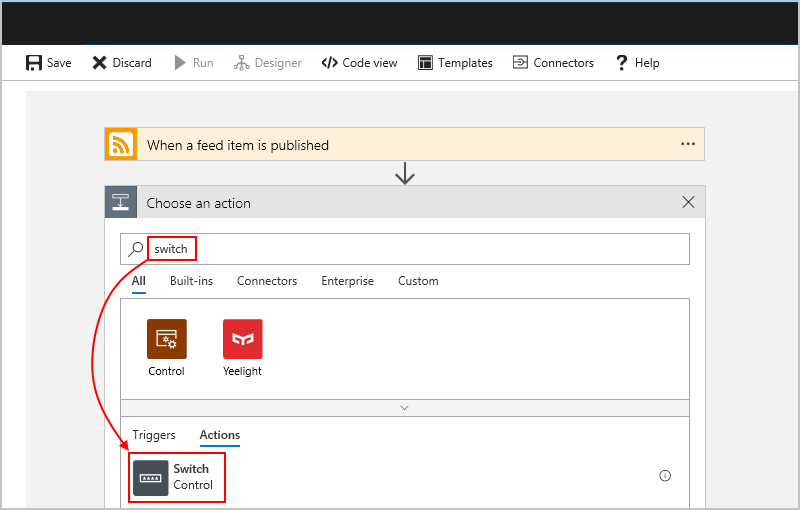 Save Discard Run Designer Code view Templates Connectors Help
When a feed item is published
Choose an action
switch
All Built-ins Connectors Enterprise Custom
Control Yeelight
Triggers Actions
Switch
Control